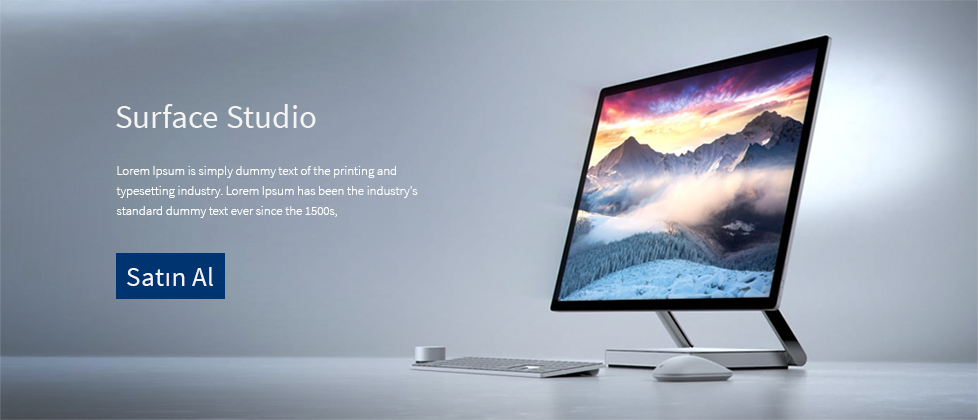 Surface Studio
Lorem Ipsum is simply dummy text of the printing and
typesetting industry. Lorem Ipsum has been the industry's
standard dummy text ever since the 1500s,
Satın Al